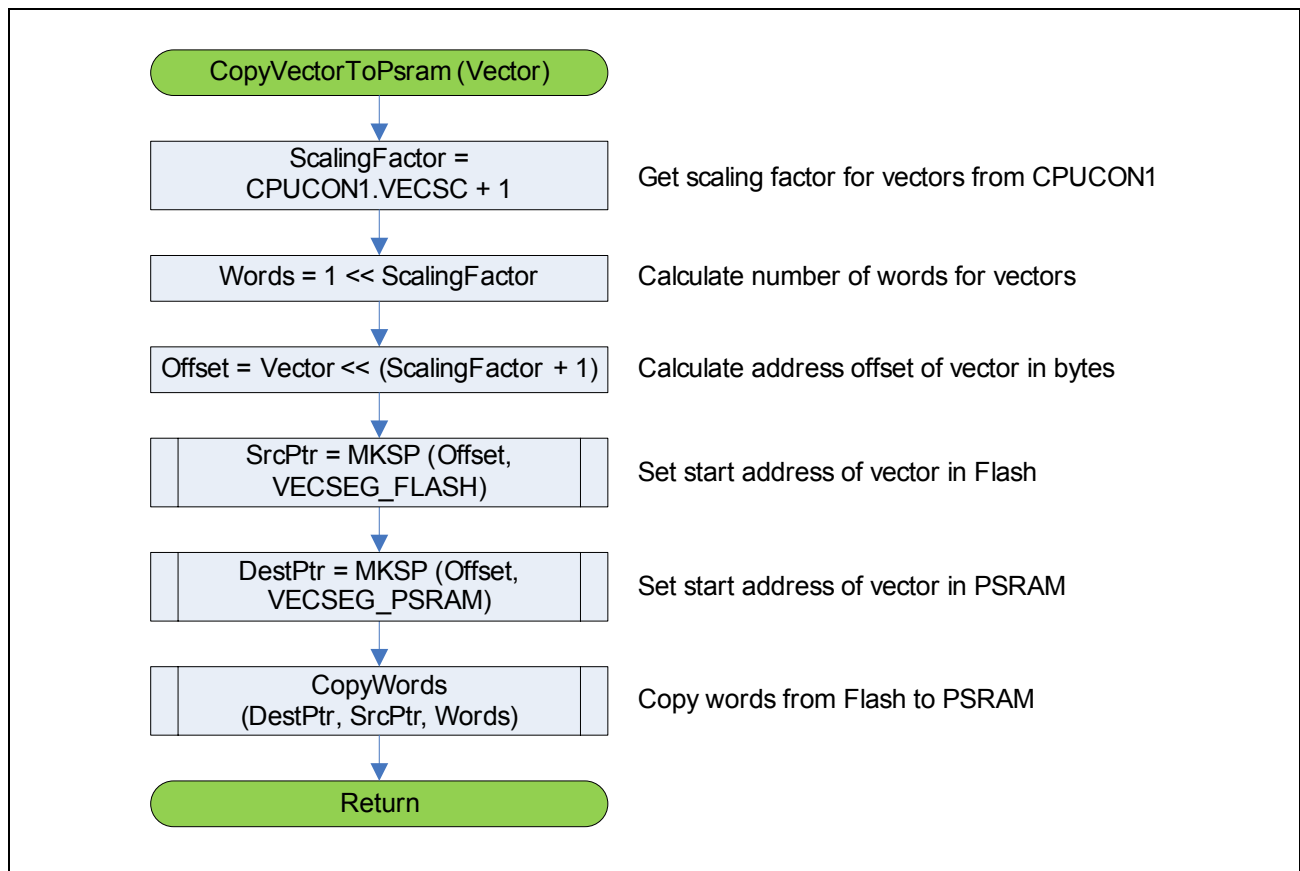 CopyVectorToPsram (Vector)
ScalingFactor =
CPUCON1.VECSC + 1
Get scaling factor for vectors from CPUCON1
Words = 1 << ScalingFactor
Calculate number of words for vectors
Offset = Vector << (ScalingFactor + 1)
Calculate address offset of vector in bytes
SrcPtr = MKSP (Offset,
VECSEG_FLASH)
Set start address of vector in Flash
DestPtr = MKSP (Offset,
VECSEG_PSRAM)
Set start address of vector in PSRAM
CopyWords
(DestPtr, SrcPtr, Words)
Copy words from Flash to PSRAM
Return